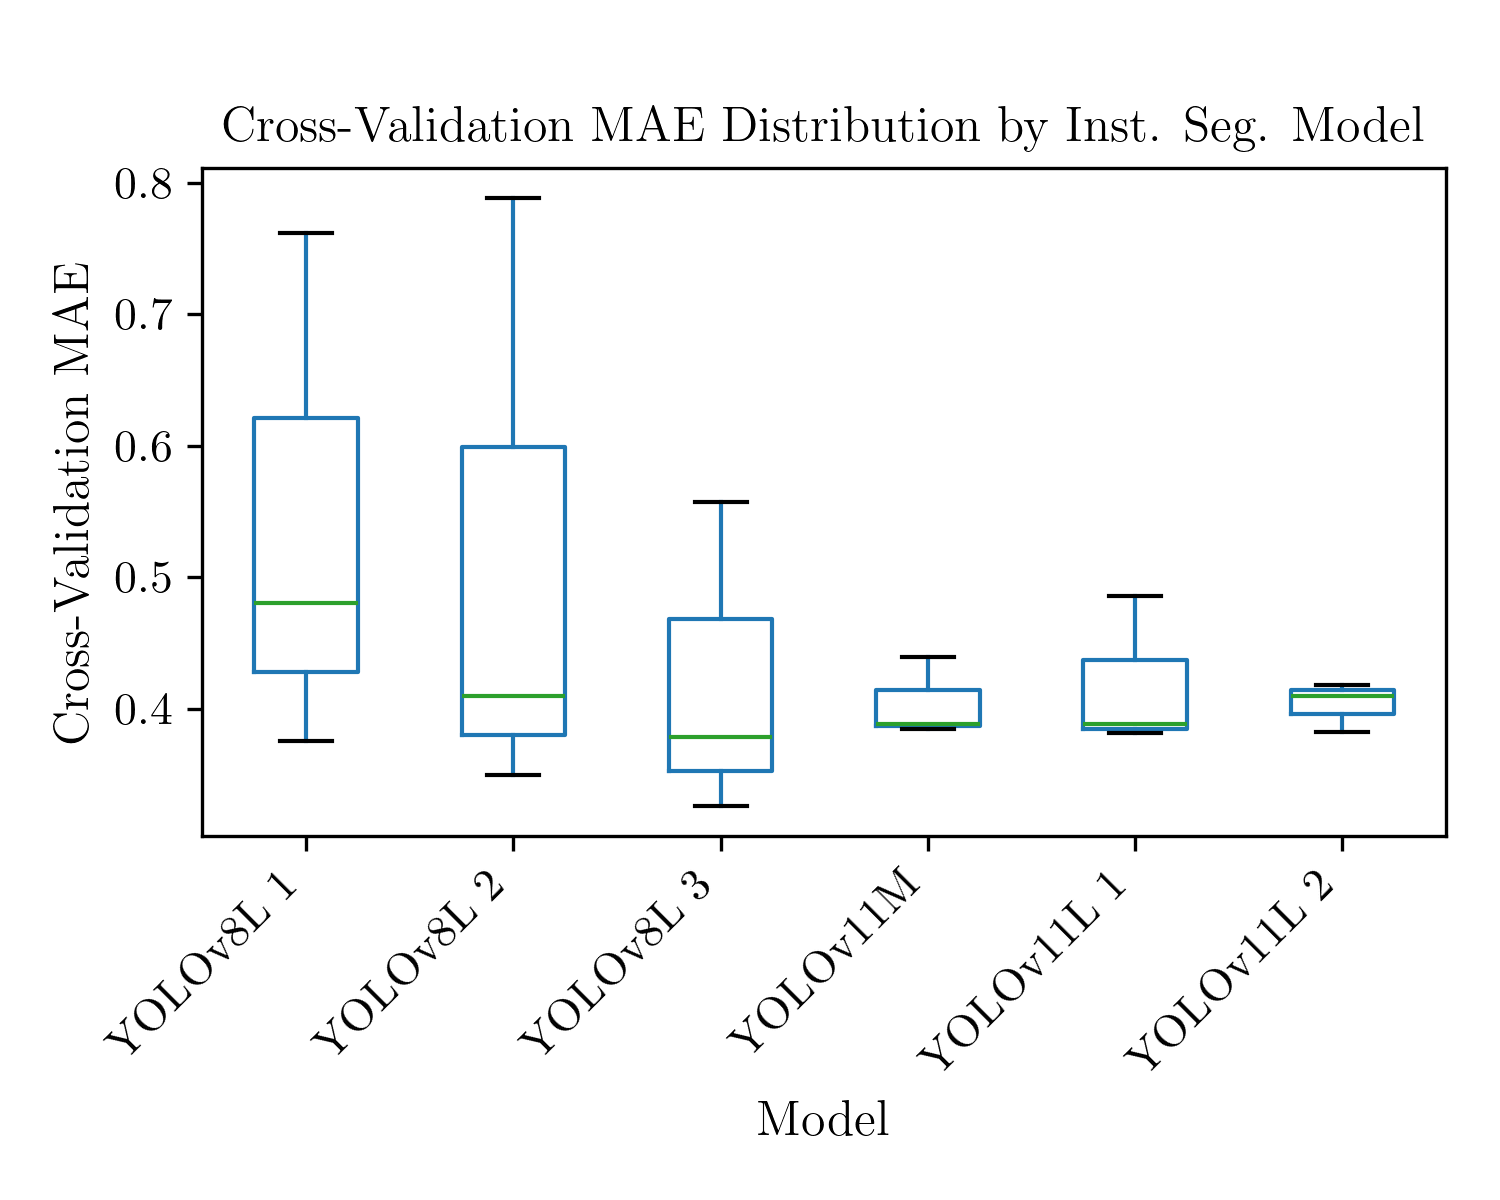 Cross-Validation MAE Distribution by Inst. Seg. Model
Cross-Validation MAE
0.8
0.7
0.6
0.5
0.4
YOLOv8L 1
YOLOv8L 2
YOLOv8L 3
YOLOv11M
YOLOv11L 1
YOLOv11L 2
Model